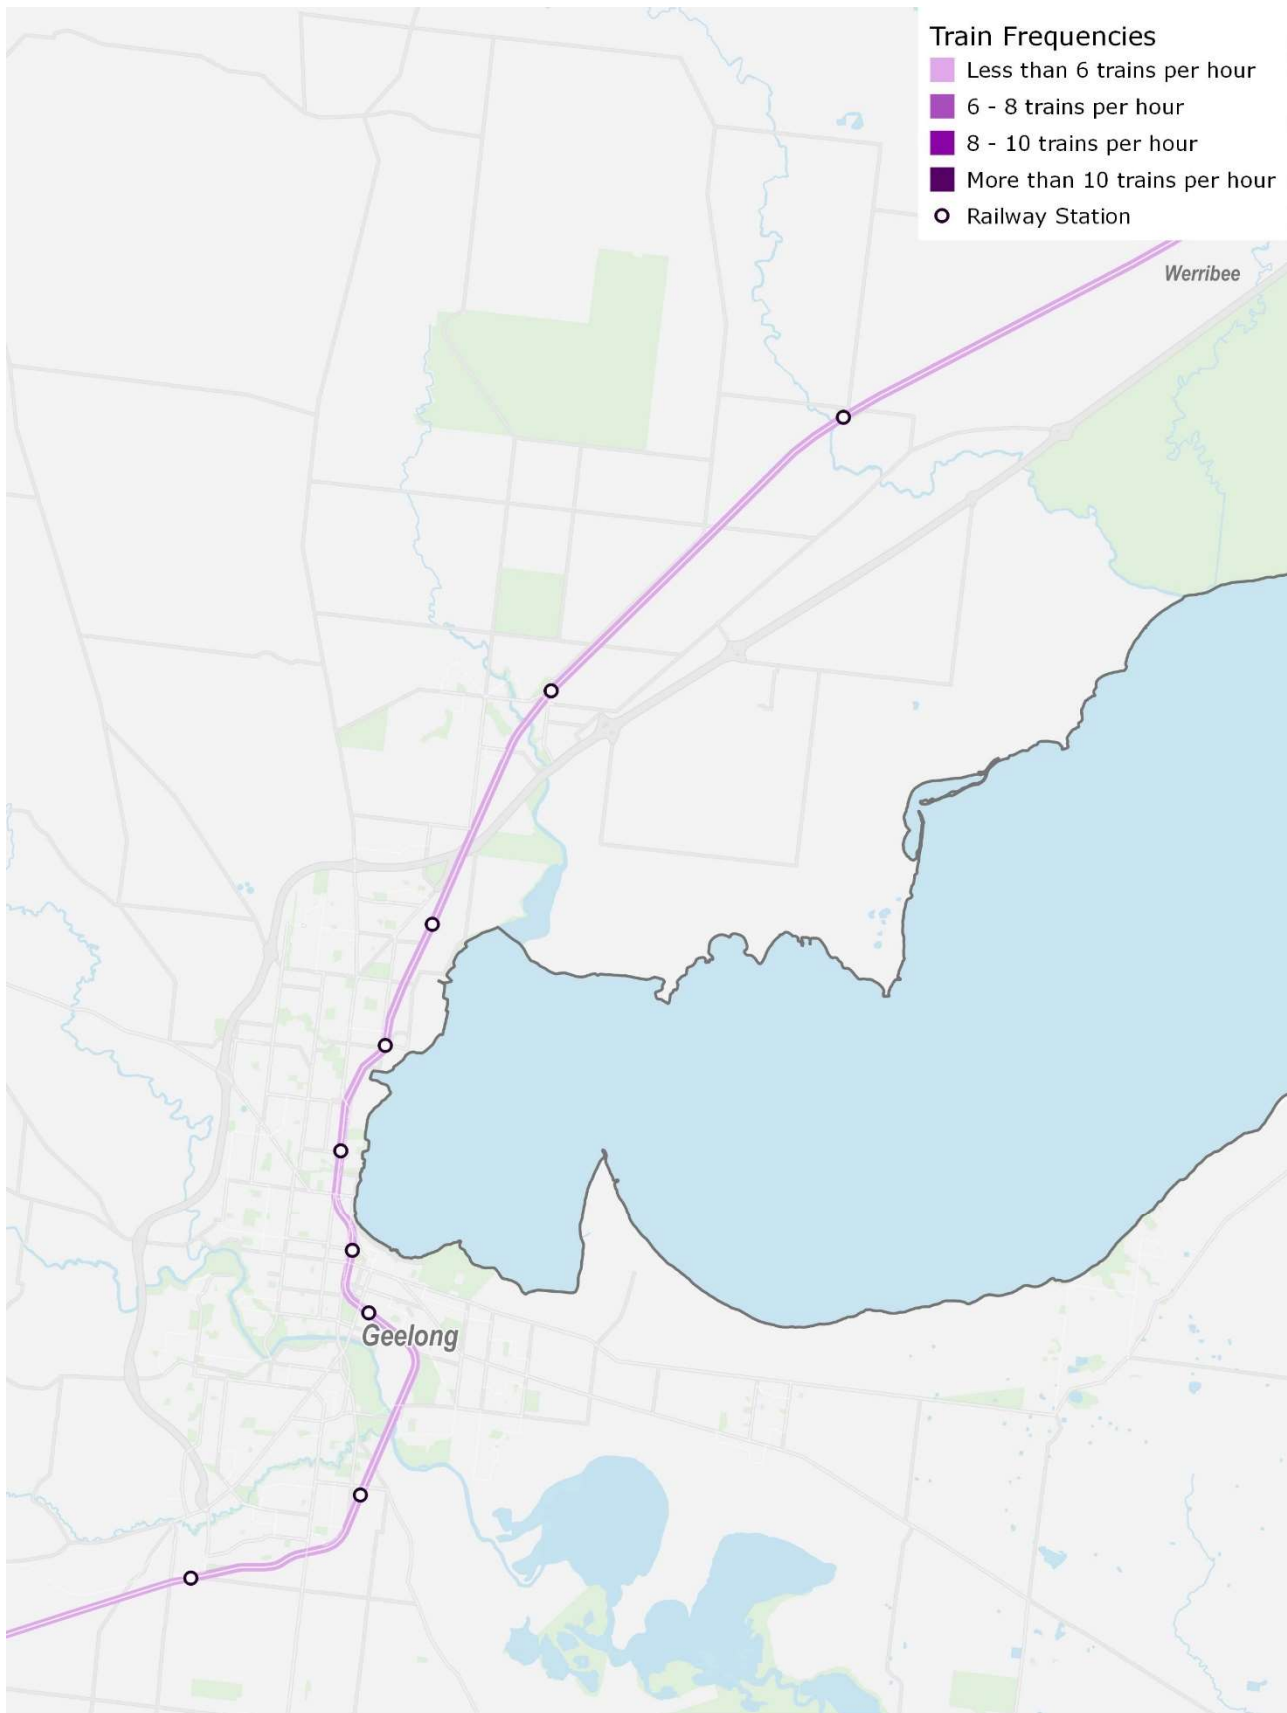 Train Frequencies
Less than 6 trains per hour
6 - 8 trains per hour
8 - 10 trains per hour
More than 10 trains per hour
Railway Station
Werribee
Geelong